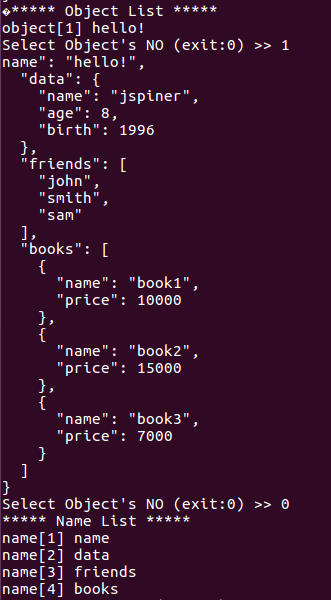 �***** Object List *****
object[1] hello!
Select Object's NO (exit:0) >> 1
name": "hello!",
  "data": {
    "name": "jspiner",
    "age": 8,
    "birth": 1996
  },
  "friends": [
    "john",
    "smith",
    "sam"
  ],
  "books": [
    {
      "name": "book1",
      "price": 10000
    },
    {
      "name": "book2",
      "price": 15000
    },
    {
      "name": "book3",
      "price": 7000
    }
  ]
}
Select Object's NO (exit:0) >> 0
***** Name List *****
name[1] name
name[2] data
name[3] friends
name[4] books